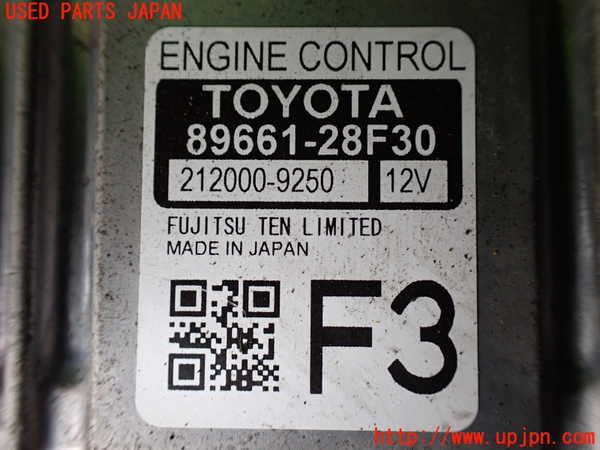 USED PARTS JAPAN
ENGINE CONTROL
TOYOTA
89661-28F30
212000-9250 12V
FUJITSU TEN LIMITED
MADE IN JAPAN
F3
http://www.upjpn.com